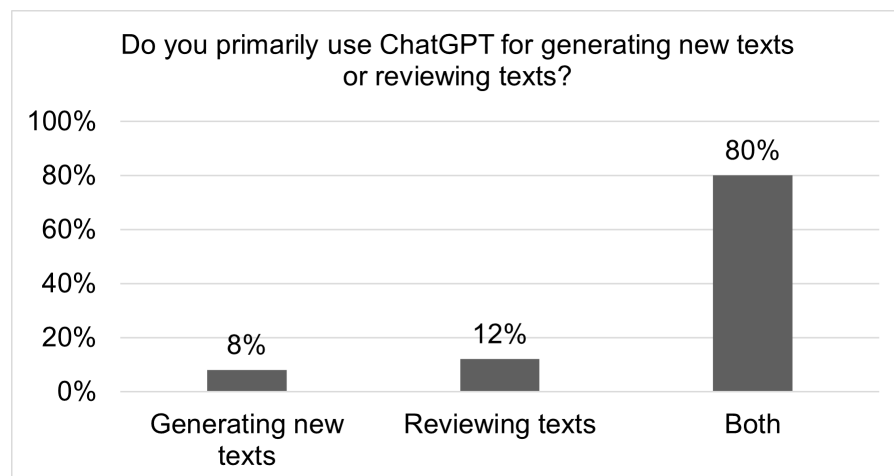 Do you primarily use ChatGPT for generating new texts
or reviewing texts?
100%
80%
80%
60%
40%
20%
12%
8%
0%
Generating new
texts
Reviewing texts
Both